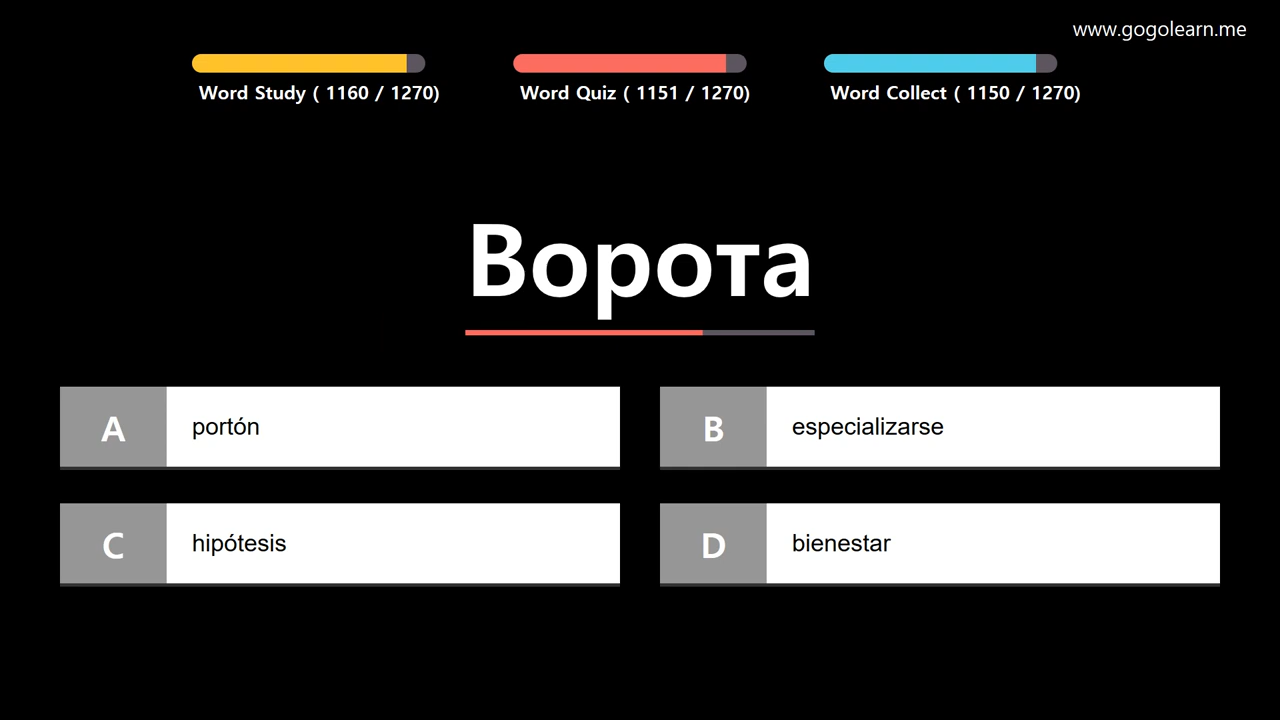 www.gogolearn.me
Word Study ( 1160 / 1270)
Word Quiz ( 1151 / 1270)
Word Collect ( 1150 / 1270)
Ворота
A portón
B especializarse
C hipótesis
D bienestar